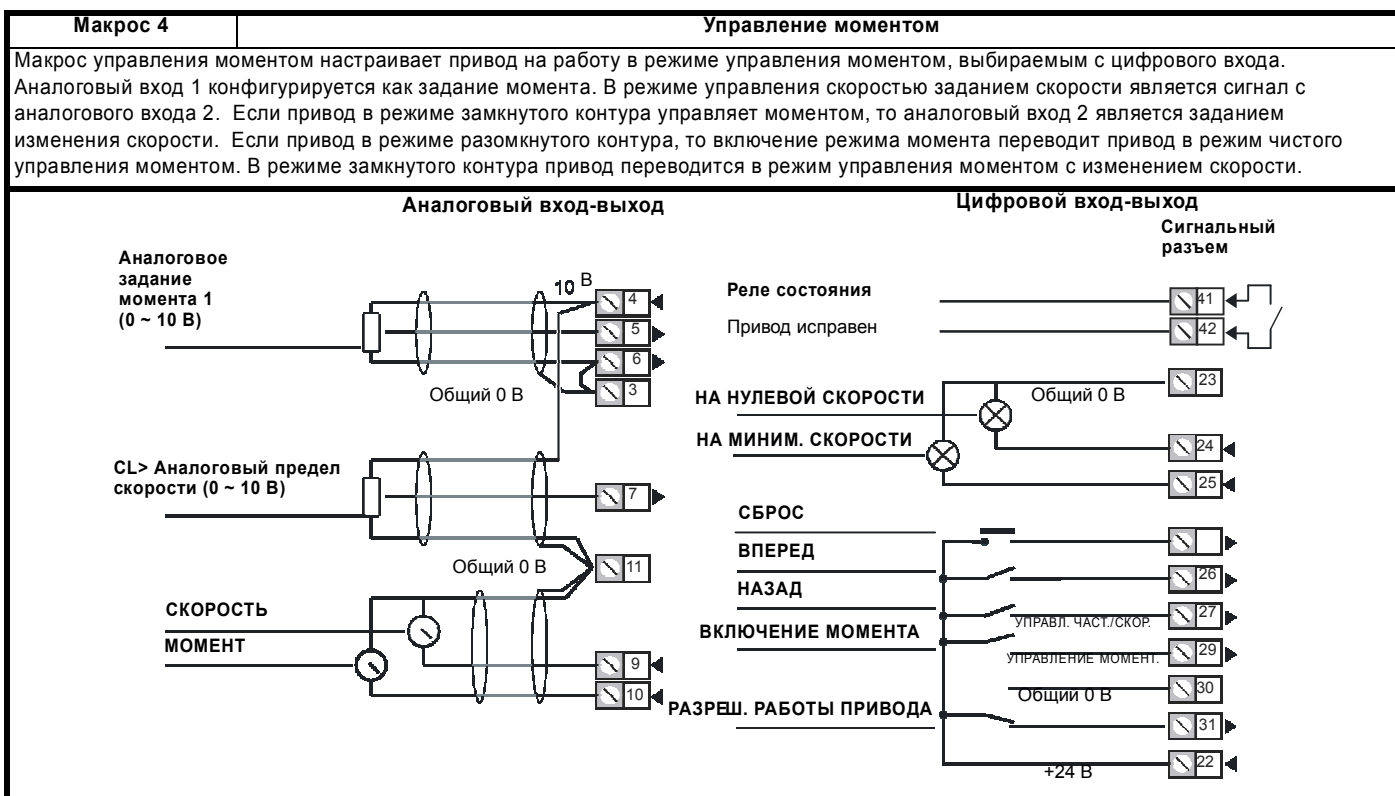 Макрос 4
Управление моментом
Макрос управления моментом настраивает привод на работу в режиме управления моментом, выбираемым с цифрового входа.
Аналоговый вход 1 конфигурируется как задание момента. В режиме управления скоростью заданием скорости является сигнал с
аналогового входа 2. Если привод в режиме замкнутого контура управляет моментом, то аналоговый вход 2 является заданием
изменения скорости. Если привод в режиме разомкнутого контура, то включение режима момента переводит привод в режим чистого
управления моментом. В режиме замкнутого контура привод переводится в режим управления моментом с изменением скорости.
Аналоговый вход-выход
Аналоговое
задание
момента 1
(0 ~ 10 В)
10 В
4
5
6
3
Общий 0 В
CL> Аналоговый предел
скорости (0 ~ 10 В)
7
Общий 0 В
11
СКОРОСТЬ
МОМЕНТ
9
10
Цифровой вход-выход
Сигнальный
разъем
Реле состояния
41
Привод исправен
42
23
Общий 0 В
НА НУЛЕВОЙ СКОРОСТИ
24
НА МИНИМ. СКОРОСТИ
25
СБРОС
ВПЕРЕД
26
НАЗАД
27
УПРАВЛ. ЧАСТ./СКОР.
ВКЛЮЧЕНИЕ МОМЕНТА
29
УПРАВЛЕНИЕ МОМЕНТ.
30
Общий 0 В
РАЗРЕШ. РАБОТЫ ПРИВОДА
31
22
+24 В